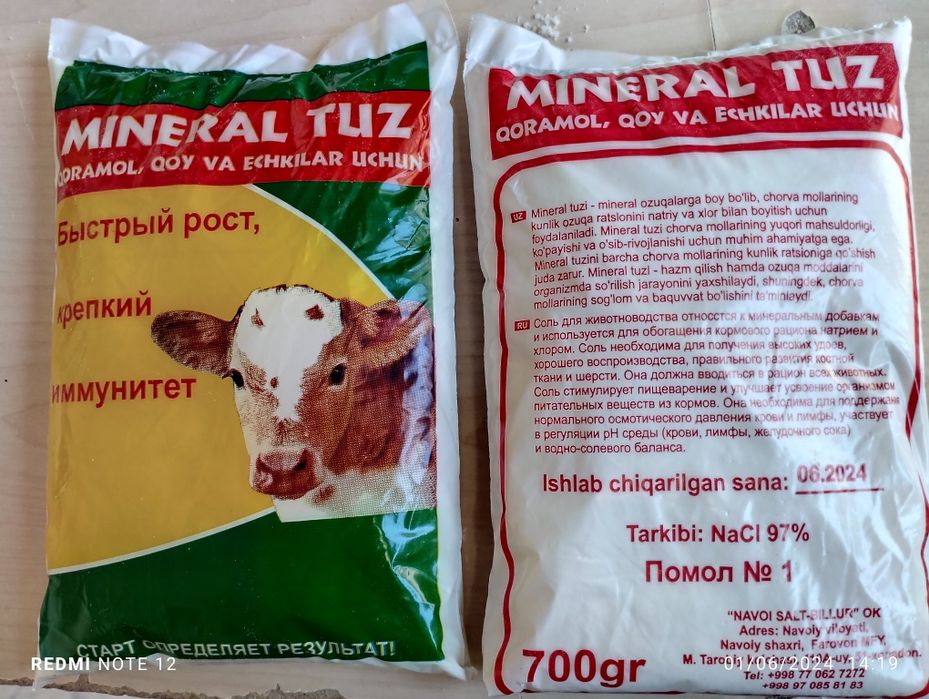 MINERAL TUZ
QORAMOL, QOY VA ECHKILAR UCHUN
Быстрый рост,
крепкий
иммунитет
СТАРТ ОПРЕДЕЛЯЕТ РЕЗУЛЬТАТ!
REDMI NOTE 12
MINERAL TUZ
QORAMOL, QOY VA ECHKILAR UCHUN
UZ Mineral tuzi - mineral ozuqalarga boy bo'lib, chorva mollarining
kunlik ozuqa ratslonini natriy va xlor bilan boyitish uchun
foydalaniladi. Mineral tuzi chorva mollarining yuqori mahsuldorligi,
ko'payishi va o'sib-rivojlanishi uchun muhim ahamiyatga ega.
Mineral tuzini barcha chorva mollarining kunlik ratsioniga qo'shish
juda zarur. Mineral tuzi - hazm qilish hamda ozuqa moddalarini
organizmda so'rilish jarayonini yaxshilaydi, shuningdek, chorva
mollarining sog'lom va baquvvat bo'lishini ta'minlaydi.
RU Соль для животноводства относстся к минеральным добавкам
и используется для обогащения кормового рациона натрием и
хлором. Соль необходима для получения высоких удоев,
хорошего воспроизводства, правильного развития костной
ткани и шерсти. Она должна вводиться в рацион всех животных.
Соль стимулирует пищеварение и улучшает усвоение организмом
питательных веществ из кормов. Она необходима для поддержания
нормального осмотического давления крови и лимфы, участвует
в регуляции pH среды (крови, лимфы, желудочного сока)
и водно-солевого баланса.
Ishlab chiqarilgan sana: 06.2024
Tarkibi: NaCl 97%
Помол № 1
"NAVOI SALT-BILLUR" OK
Adres: Navoiy viloyati,
Navoiy shaxri, Farovon MFY,
M. Tarobiy
700gr
01/06/2024 14:19
Tel: +998 77 062 7272
+998 97 085 81 83